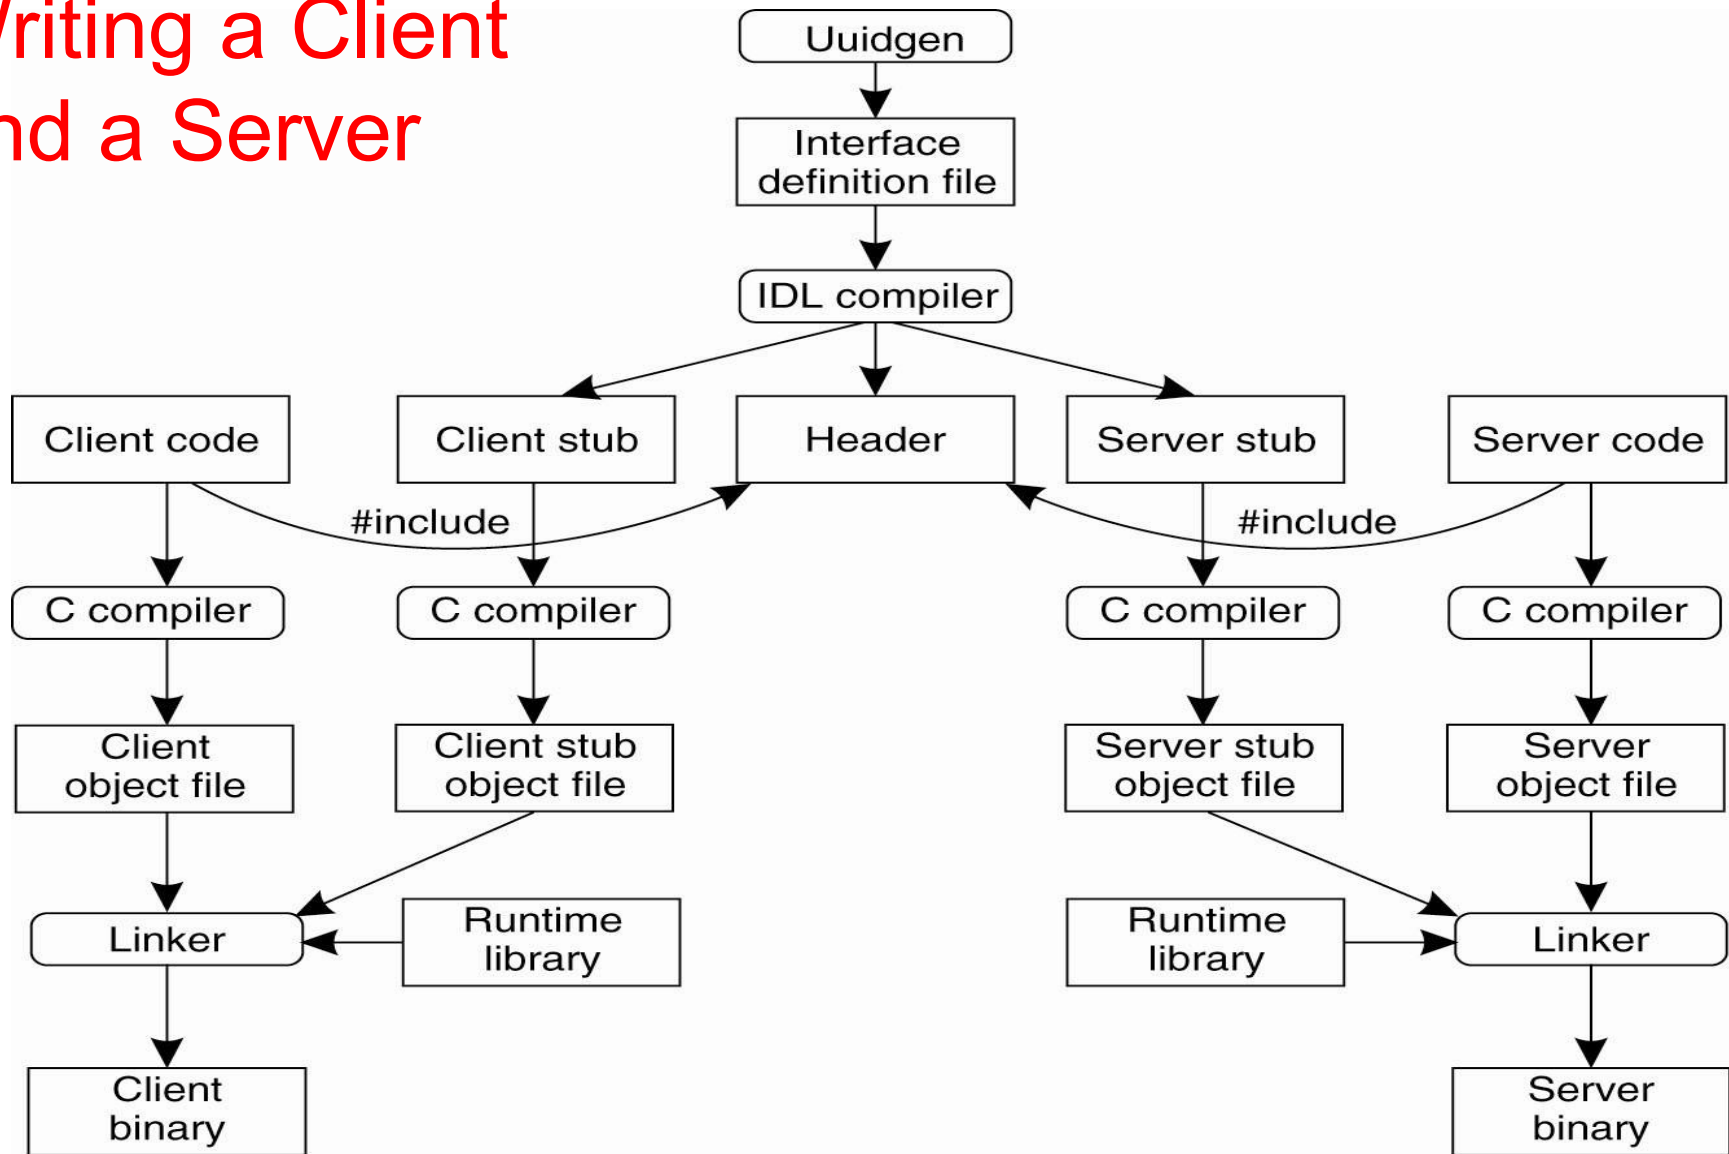 Writing a Client
nd a Server
Uuidgen
Interface
definition file
IDL compiler
Client code
Client stub
Header
Server stub
Server code
#include
#include
C compiler
C compiler
C compiler
C compiler
Client
object file
Client stub
object file
Server stub
object file
Server
object file
Linker
Runtime
library
Runtime
library
Linker
Client
binary
Server
binary